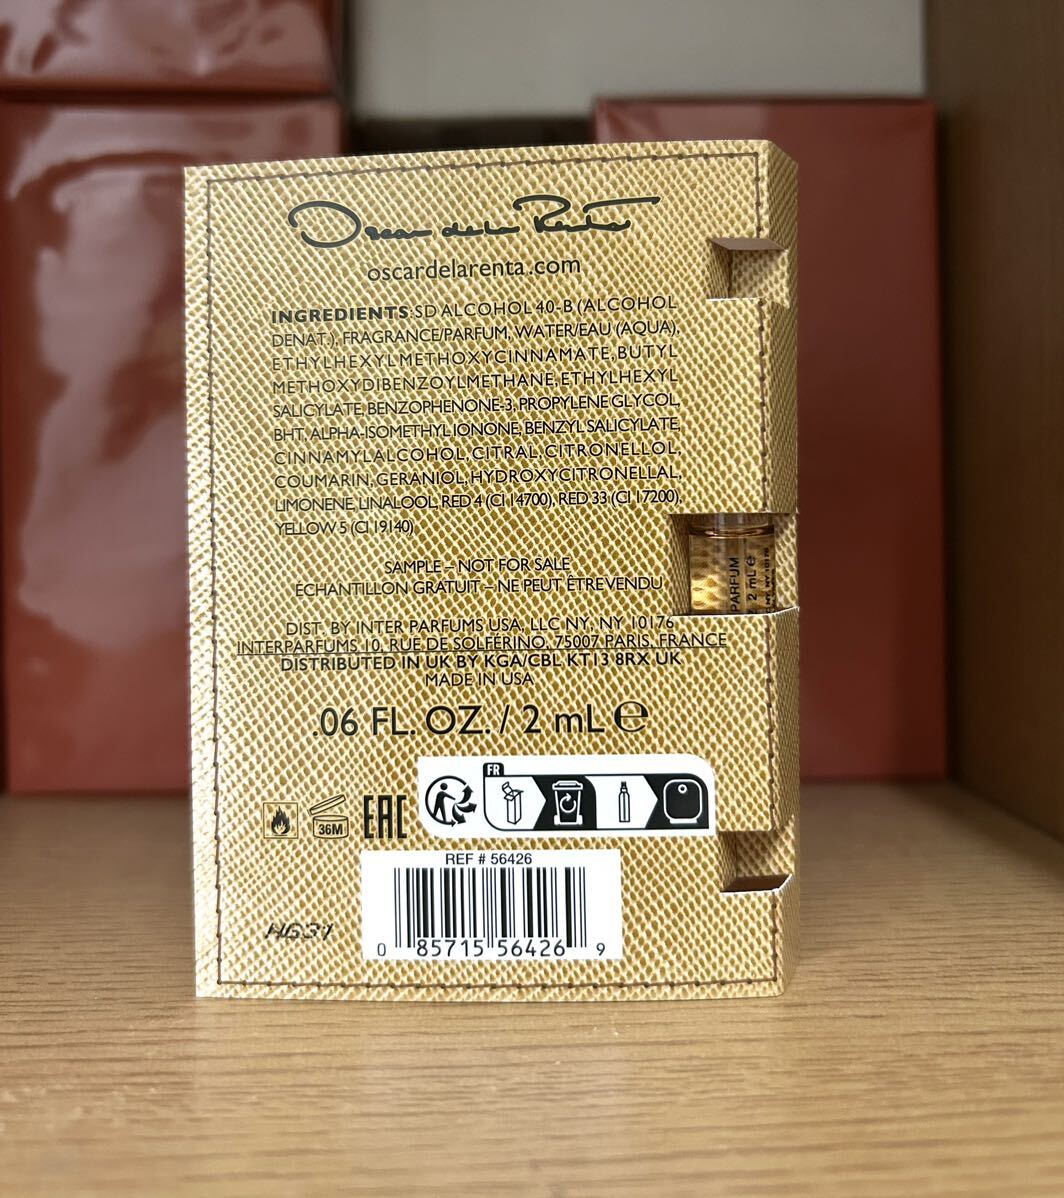 Oscar de la Renta
oscardelarenta.com
INGREDIENTS: SD ALCOHOL 40-B (ALCOHOL
DENAT.), FRAGRANCE/PARFUM, WATER/EAU (AQUA),
ETHYLHEXYL METHOXYCINNAMATE, BUTYL
METHOXYDIBENZOYLMETHANE, ETHYLHEXYL
SALICYLATE, BENZOPHENONE-3, PROPYLENE GLYCOL,
BHT, ALPHA-ISOMETHYL IONONE, BENZYL SALICYLATE,
CINNAMYL ALCOHOL, CITRAL, CITRONELLOL,
COUMARIN, GERANIOL, HYDROXYCITRONELLAL,
LIMONENE, LINALOOL, RED 4 (CI 14700), RED 33 (CI 17200),
YELLOW 5 (CI 19140)
PARFUM
2 mL e
NY, NY 10176
SAMPLE – NOT FOR SALE
ÉCHANTILLON GRATUIT – NE PEUT ÊTRE VENDU
DIST. BY INTER PARFUMS USA, LLC NY, NY 10176
INTERPARFUMS 10, RUE DE SOLFÉRINO, 75007 PARIS, FRANCE
DISTRIBUTED IN UK BY KGA/CBL KT13 8RX UK
MADE IN USA
.06 FL. OZ. / 2 mL e
FR
36M
EAC
REF # 56426
0 85715 56426 9
HG31